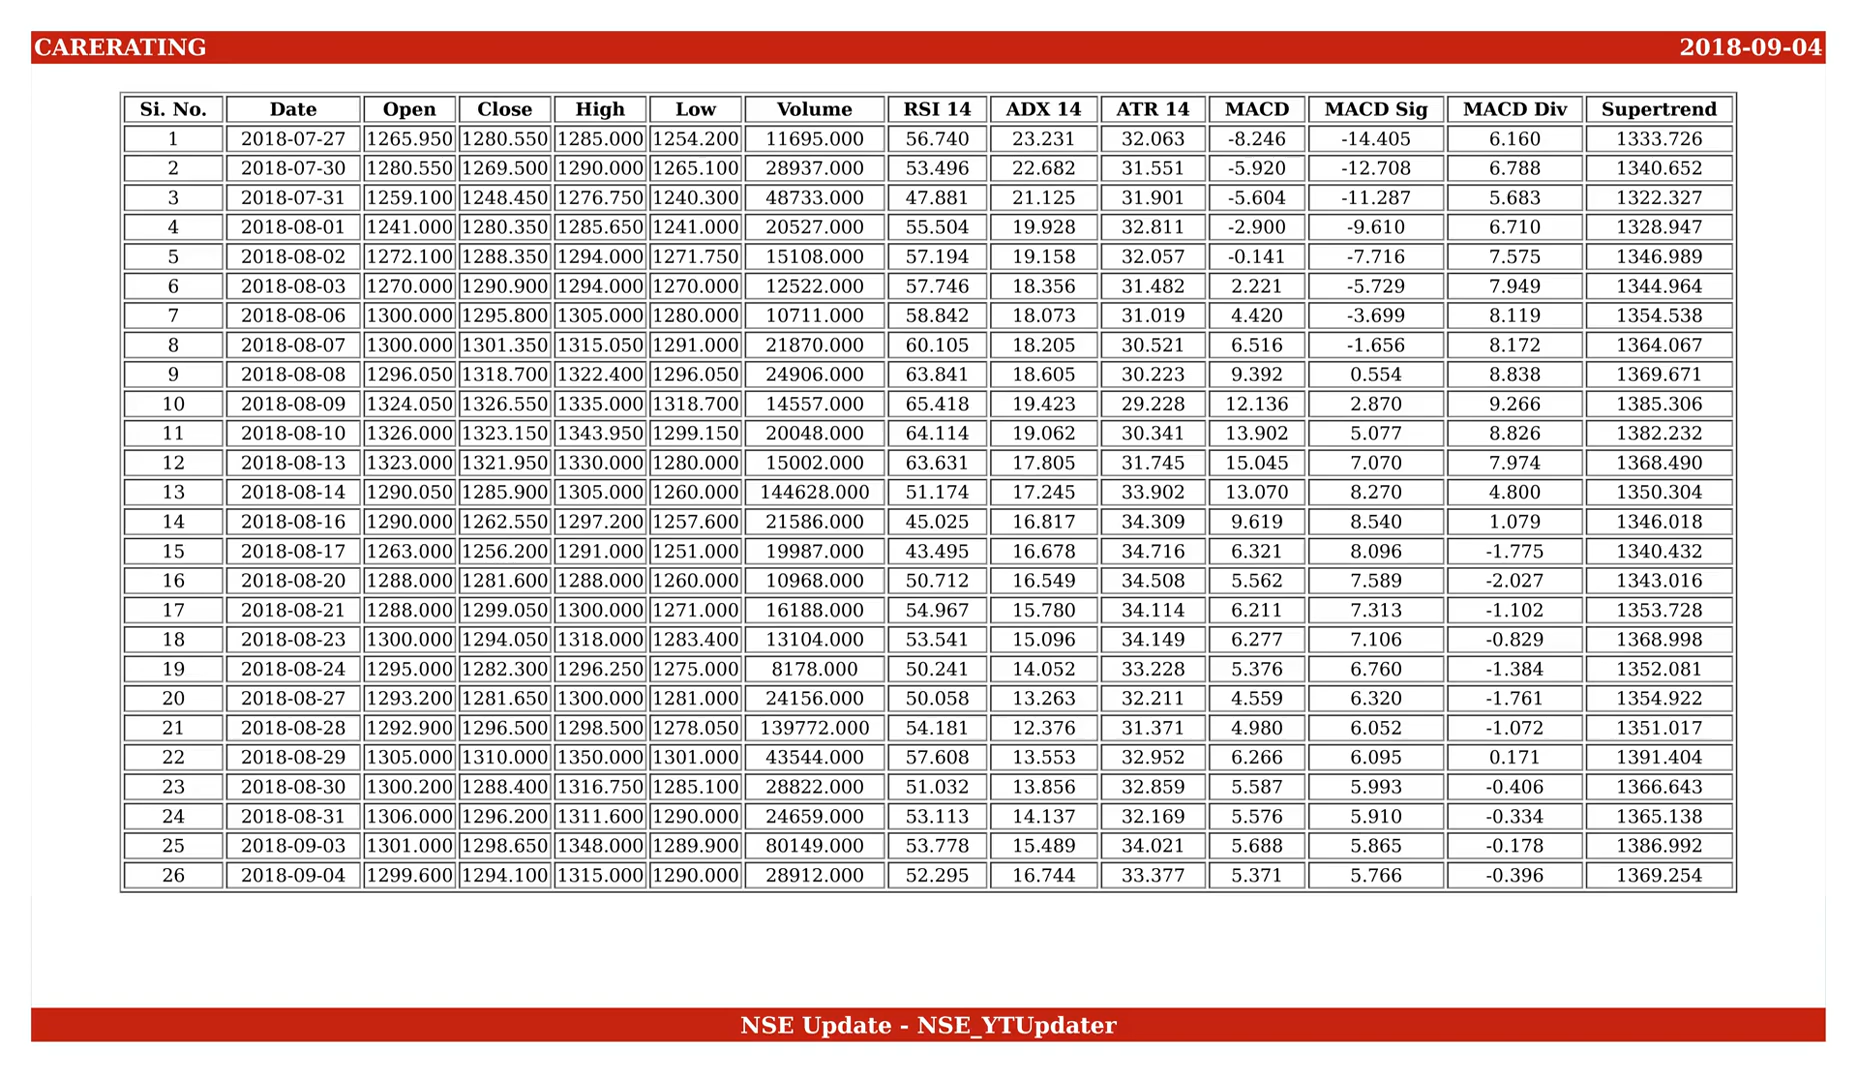 CARERATING 2018-09-04
Si. No. Date Open Close High Low Volume RSI 14 ADX 14 ATR 14 MACD MACD Sig MACD Div Supertrend
1 2018-07-27 1265.950 1280.550 1285.000 1254.200 11695.000 56.740 23.231 32.063 -8.246 -14.405 6.160 1333.726
2 2018-07-30 1280.550 1269.500 1290.000 1265.100 28937.000 53.496 22.682 31.551 -5.920 -12.708 6.788 1340.652
3 2018-07-31 1259.100 1248.450 1276.750 1240.300 48733.000 47.881 21.125 31.901 -5.604 -11.287 5.683 1322.327
4 2018-08-01 1241.000 1280.350 1285.650 1241.000 20527.000 55.504 19.928 32.811 -2.900 -9.610 6.710 1328.947
5 2018-08-02 1272.100 1288.350 1294.000 1271.750 15108.000 57.194 19.158 32.057 -0.141 -7.716 7.575 1346.989
6 2018-08-03 1270.000 1290.900 1294.000 1270.000 12522.000 57.746 18.356 31.482 2.221 -5.729 7.949 1344.964
7 2018-08-06 1300.000 1295.800 1305.000 1280.000 10711.000 58.842 18.073 31.019 4.420 -3.699 8.119 1354.538
8 2018-08-07 1300.000 1301.350 1315.050 1291.000 21870.000 60.105 18.205 30.521 6.516 -1.656 8.172 1364.067
9 2018-08-08 1296.050 1318.700 1322.400 1296.050 24906.000 63.841 18.605 30.223 9.392 0.554 8.838 1369.671
10 2018-08-09 1324.050 1326.550 1335.000 1318.700 14557.000 65.418 19.423 29.228 12.136 2.870 9.266 1385.306
11 2018-08-10 1326.000 1323.150 1343.950 1299.150 20048.000 64.114 19.062 30.341 13.902 5.077 8.826 1382.232
12 2018-08-13 1323.000 1321.950 1330.000 1280.000 15002.000 63.631 17.805 31.745 15.045 7.070 7.974 1368.490
13 2018-08-14 1290.050 1285.900 1305.000 1260.000 144628.000 51.174 17.245 33.902 13.070 8.270 4.800 1350.304
14 2018-08-16 1290.000 1262.550 1297.200 1257.600 21586.000 45.025 16.817 34.309 9.619 8.540 1.079 1346.018
15 2018-08-17 1263.000 1256.200 1291.000 1251.000 19987.000 43.495 16.678 34.716 6.321 8.096 -1.775 1340.432
16 2018-08-20 1288.000 1281.600 1288.000 1260.000 10968.000 50.712 16.549 34.508 5.562 7.589 -2.027 1343.016
17 2018-08-21 1288.000 1299.050 1300.000 1271.000 16188.000 54.967 15.780 34.114 6.211 7.313 -1.102 1353.728
18 2018-08-23 1300.000 1294.050 1318.000 1283.400 13104.000 53.541 15.096 34.149 6.277 7.106 -0.829 1368.998
19 2018-08-24 1295.000 1282.300 1296.250 1275.000 8178.000 50.241 14.052 33.228 5.376 6.760 -1.384 1352.081
20 2018-08-27 1293.200 1281.650 1300.000 1281.000 24156.000 50.058 13.263 32.211 4.559 6.320 -1.761 1354.922
21 2018-08-28 1292.900 1296.500 1298.500 1278.050 139772.000 54.181 12.376 31.371 4.980 6.052 -1.072 1351.017
22 2018-08-29 1305.000 1310.000 1350.000 1301.000 43544.000 57.608 13.553 32.952 6.266 6.095 0.171 1391.404
23 2018-08-30 1300.200 1288.400 1316.750 1285.100 28822.000 51.032 13.856 32.859 5.587 5.993 -0.406 1366.643
24 2018-08-31 1306.000 1296.200 1311.600 1290.000 24659.000 53.113 14.137 32.169 5.576 5.910 -0.334 1365.138
25 2018-09-03 1301.000 1298.650 1348.000 1289.900 80149.000 53.778 15.489 34.021 5.688 5.865 -0.178 1386.992
26 2018-09-04 1299.600 1294.100 1315.000 1290.000 28912.000 52.295 16.744 33.377 5.371 5.766 -0.396 1369.254
NSE Update - NSE_YTUpdater